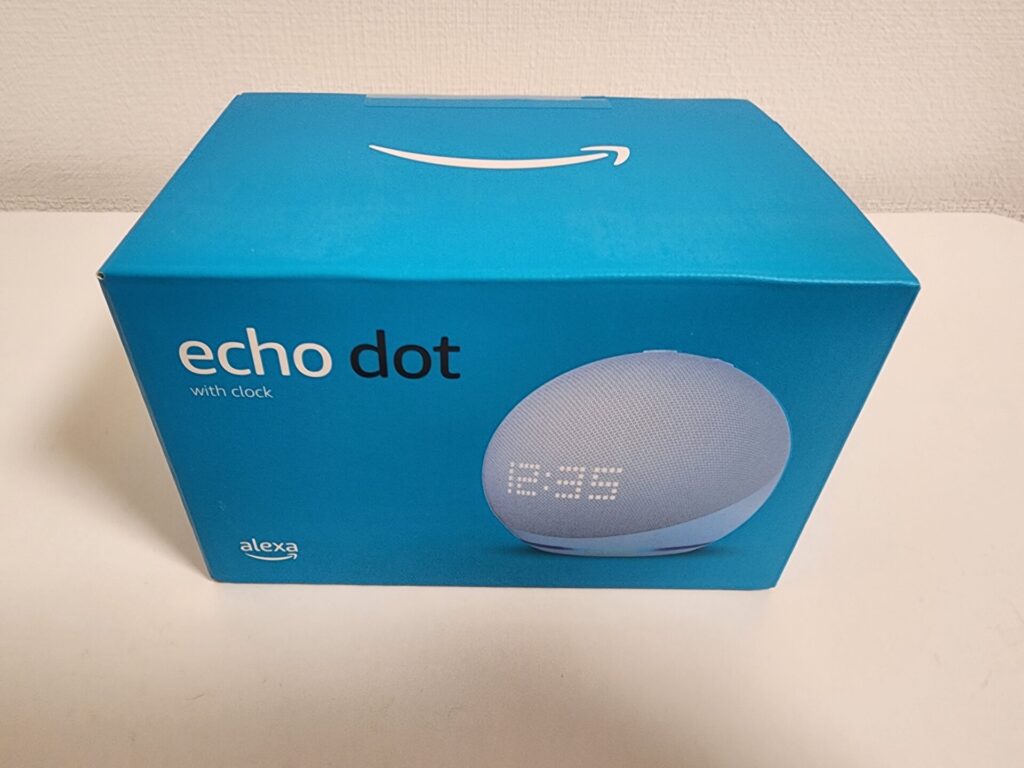 echo dot
with clock
12:35
alexa